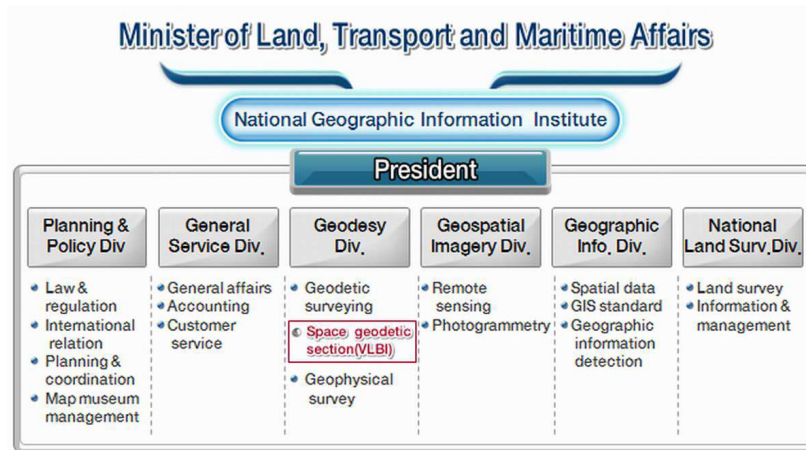 Minister of Land, Transport and Maritime Affairs
National Geographic Information Institute
President
Planning &
Policy Div
Law &
regulation
International
relation
Planning &
coordination
Map museum
management
General
Service Div.
General affairs
Accounting
Customer
service
Geodesy
Div.
Geodetic
surveying
Space geodetic
section(VLBI)
Geophysical
survey
Geospatial
Imagery Div.
Remote
sensing
Photogrammetry
Geographic
Info. Div.
Spatial data
GIS standard
Geographic
information
detection
National
Land Surv.Div.
Land survey
Information &
management